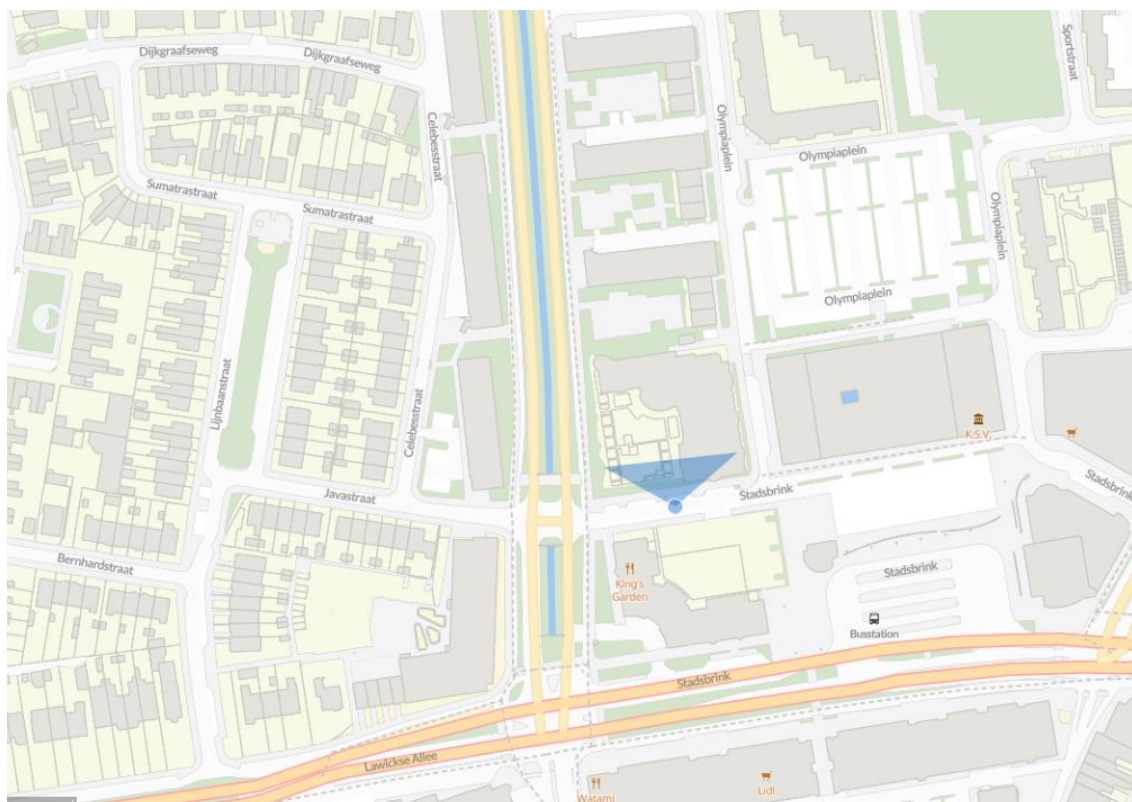 Dijkgraafseweg
Dijkgraafseweg
Celebesstraat
Olympiaplein
Sportstraat
Olympiaplein
Sumatrastraat
Sumatrastraat
Olympiaplein
Olympiaplein
Lijnbaanstraat
Celebesstraat
K.S.V.
Stadsbrink
Javastraat
Stadsbrink
Bernhardstraat
King's
Garden
Stadsbrink
Busstation
Stadsbrink
Lawickse Allee
Watami
Lidl